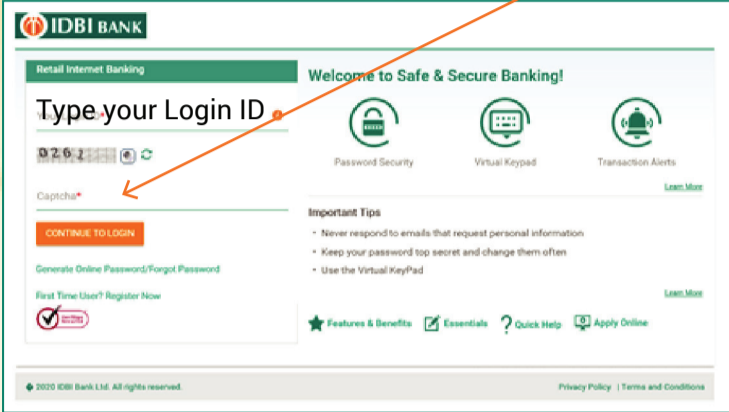 IDBI BANK
Retail Internet Banking
Type your Login ID
Captcha*
CONTINUE TO LOGIN
Generate Online Password/Forgot Password
First Time User? Register Now
Welcome to Safe & Secure Banking!
Password Security
Virtual Keypad
Transaction Alerts
Learn More
Important Tips
- Never respond to emails that request personal information
- Keep your password top secret and change them often
- Use the Virtual KeyPad
Learn More
Features & Benefits
Essentials
Quick Help
Apply Online
2020 IDBI Bank Ltd. All rights reserved.
Privacy Policy | Terms and Conditions